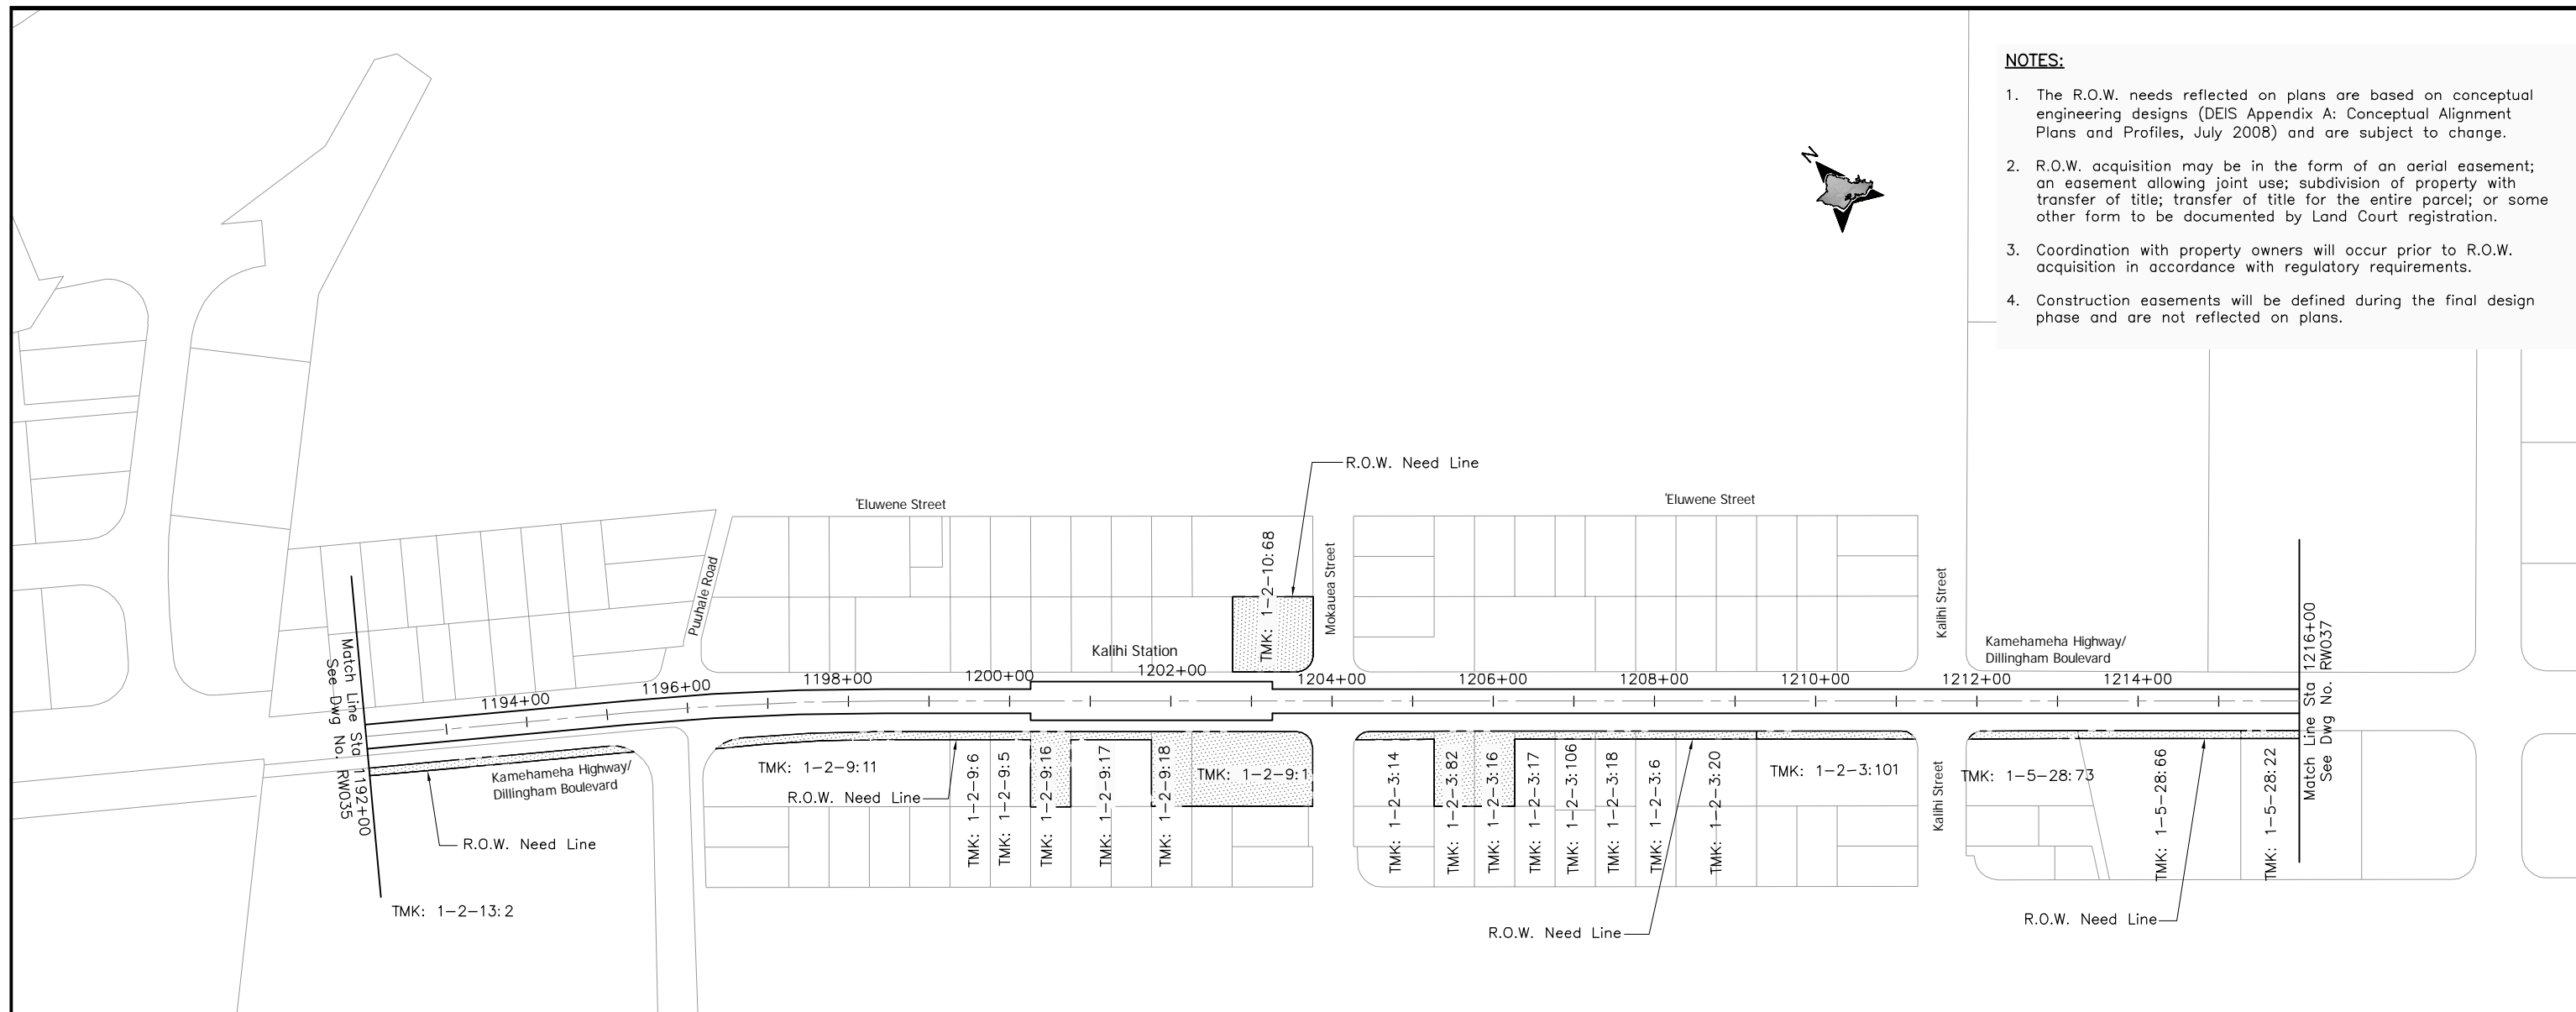 NOTES:
1. The R.O.W. needs reflected on plans are based on conceptual
engineering designs (DEIS Appendix A: Conceptual Alignment
Plans and Profiles, July 2008) and are subject to change.
2. R.O.W. acquisition may be in the form of an aerial easement;
an easement allowing joint use; subdivision of property with
transfer of title; transfer of title for the entire parcel; or some
other form to be documented by Land Court registration.
3. Coordination with property owners will occur prior to R.O.W.
acquisition in accordance with regulatory requirements.
4. Construction easements will be defined during the final design
phase and are not reflected on plans.
N
R.O.W. Need Line
'Eluwene Street
'Eluwene Street
Puuhale Road
TMK: 1-2-10:68
Mokauea Street
Kalihi Street
Kalihi Station
Kamehameha Highway/
Dillingham Boulevard
Match Line Sta 1192+00
See Dwg No. RW035
1194+00
1196+00
1198+00
1200+00
1202+00
1204+00
1206+00
1208+00
1210+00
1212+00
1214+00
Match Line Sta 1216+00
See Dwg No. RW037
Kamehameha Highway/
Dillingham Boulevard
R.O.W. Need Line
TMK: 1-2-13:2
TMK: 1-2-9:11
R.O.W. Need Line
TMK: 1-2-9:6
TMK: 1-2-9:5
TMK: 1-2-9:16
TMK: 1-2-9:17
TMK: 1-2-9:18
TMK: 1-2-9:1
TMK: 1-2-3:14
TMK: 1-2-3:82
TMK: 1-2-3:16
TMK: 1-2-3:17
TMK: 1-2-3:106
TMK: 1-2-3:18
TMK: 1-2-3:6
TMK: 1-2-3:20
TMK: 1-2-3:101
R.O.W. Need Line
Kalihi Street
TMK: 1-5-28:73
TMK: 1-5-28:66
TMK: 1-5-28:22
R.O.W. Need Line